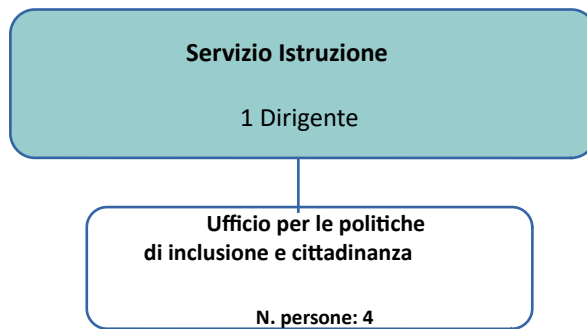 Servizio Istruzione
1 Dirigente
Ufficio per le politiche
di inclusione e cittadinanza
N. persone: 4